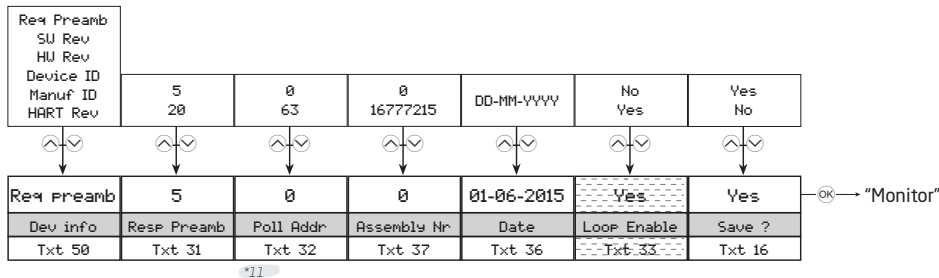 Req Preamb
SW Rev
HW Rev
Device ID
Manuf ID
HART Rev
5
20
0
63
0
16777215
DD-MM-YYYY
No
Yes
Yes
No
Req preamb 5 0 0 01-06-2015 Yes Yes OK "Monitor"
Dev info Resp Preamb Poll Addr Assembly Nr Date Loop Enable Save ?
Txt 50 Txt 31 Txt 32 Txt 37 Txt 36 Txt 33 Txt 16
*11